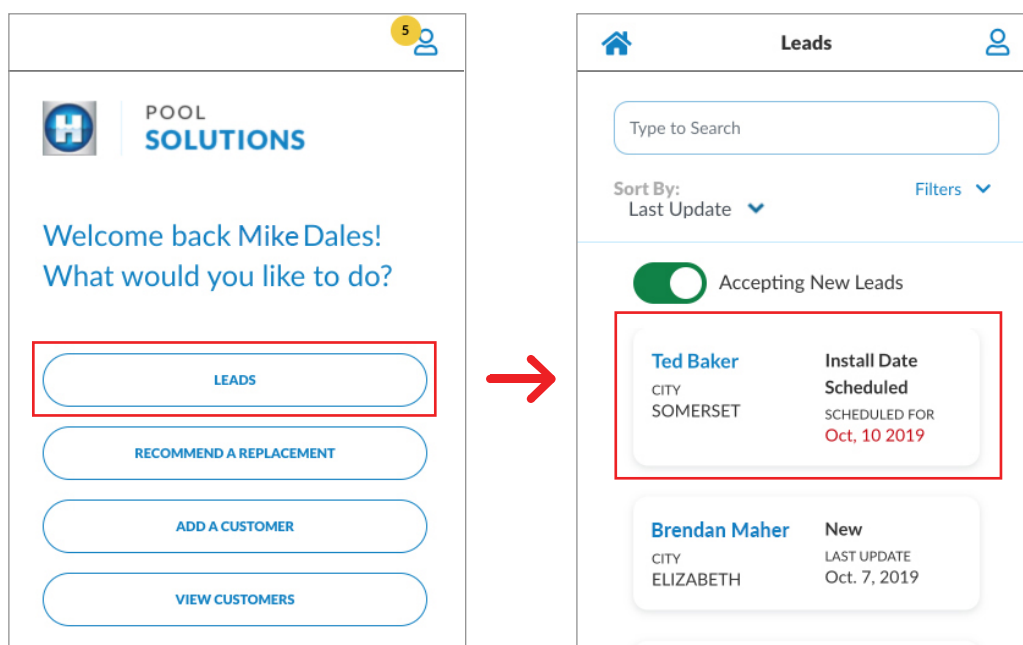 5
H
POOL
SOLUTIONS
Welcome back Mike Dales!
What would you like to do?
LEADS
RECOMMEND A REPLACEMENT
ADD A CUSTOMER
VIEW CUSTOMERS
Leads
Type to Search
Sort By:
Last Update
Filters
Accepting New Leads
Ted Baker
CITY
SOMERSET
Install Date
Scheduled
SCHEDULED FOR
Oct, 10 2019
Brendan Maher
CITY
ELIZABETH
New
LAST UPDATE
Oct. 7, 2019